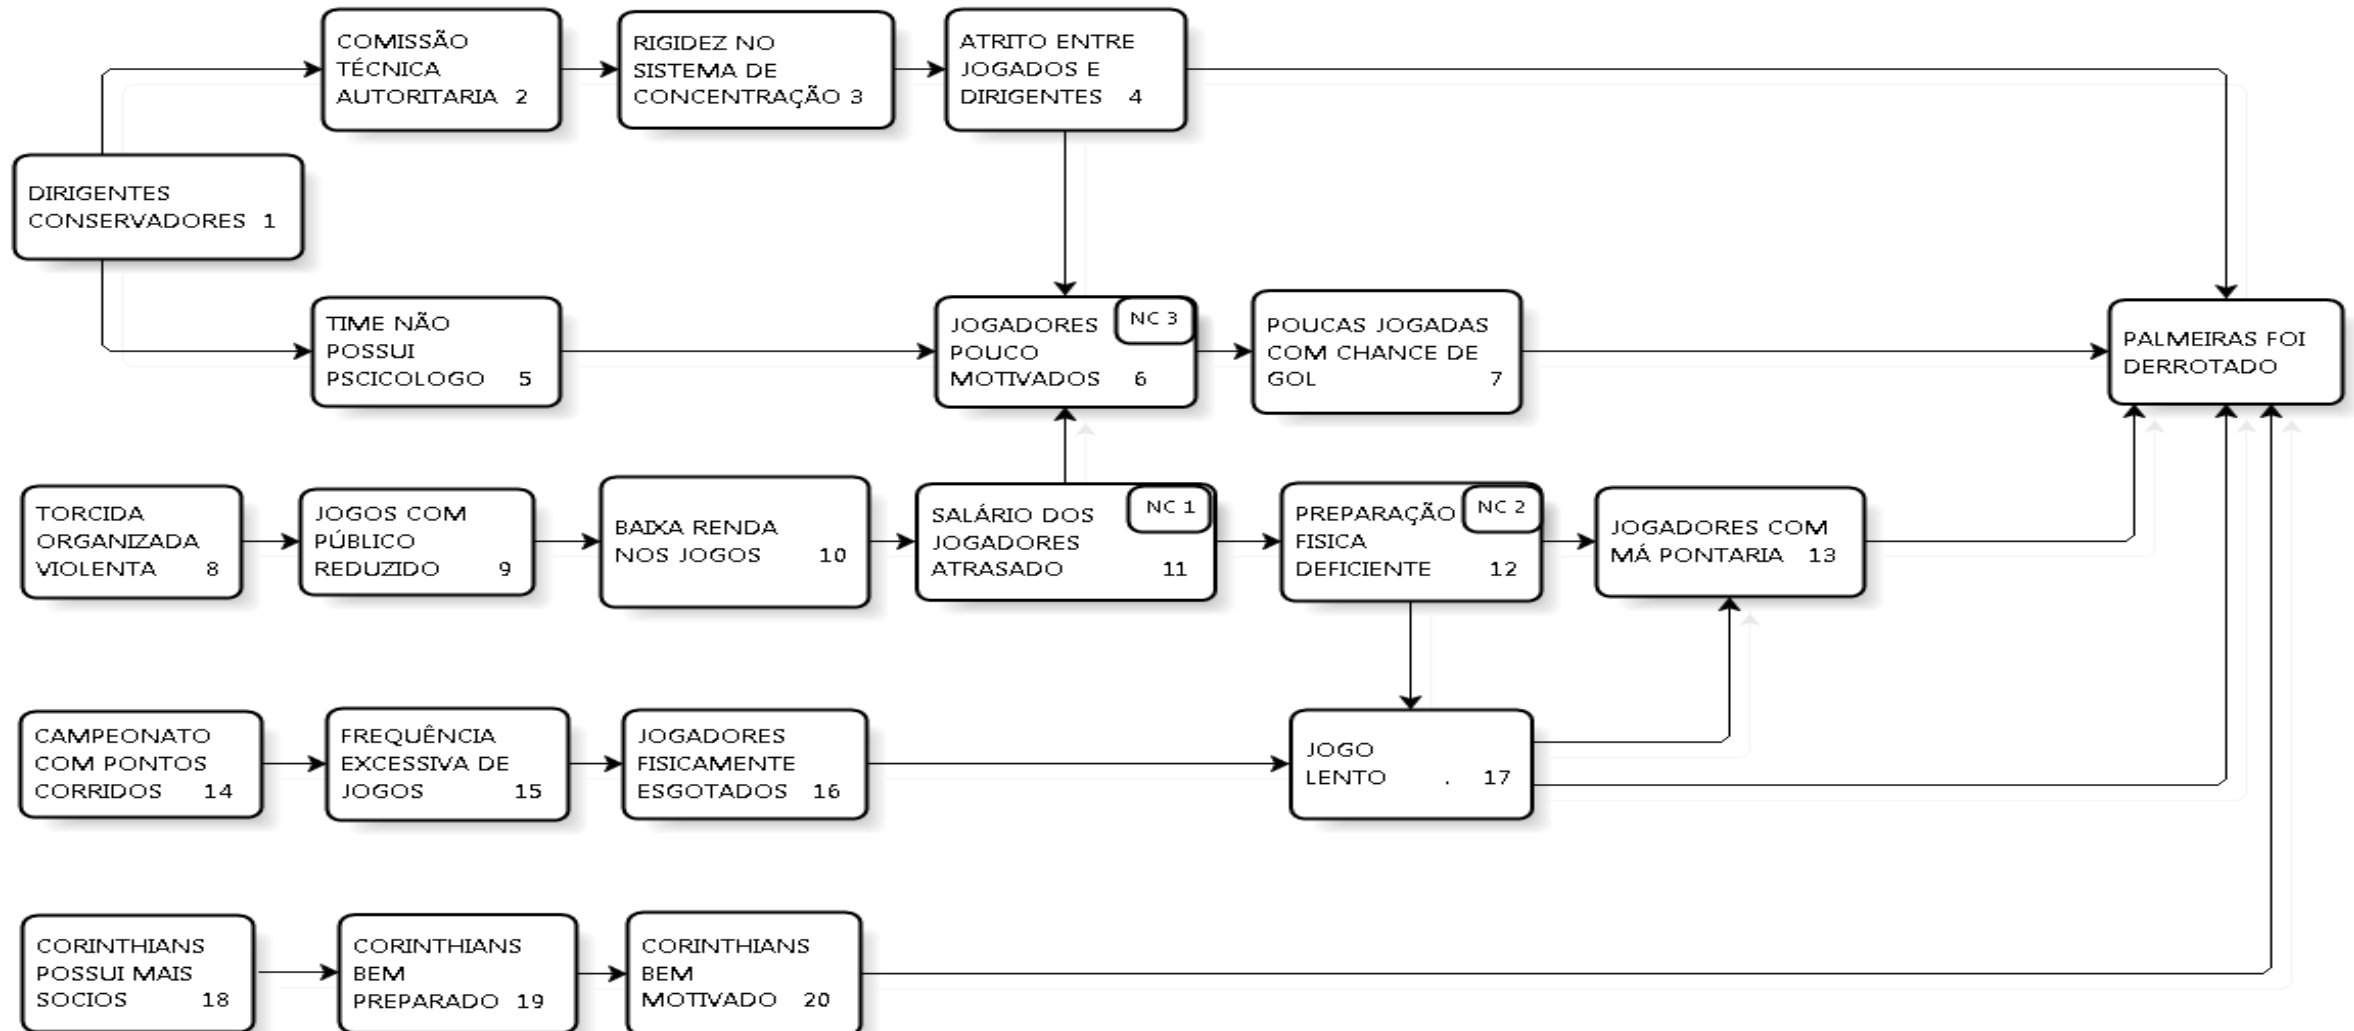 COMISSÃO
TÉCNICA
AUTORITARIA 2
RIGIDEZ NO
SISTEMA DE
CONCENTRAÇÃO 3
ATRITO ENTRE
JOGADOS E
DIRIGENTES 4
DIRIGENTES
CONSERVADORES 1
TIME NÃO
POSSUI
PSCICOLOGO 5
JOGADORES
POUCO
MOTIVADOS 6
NC 3
POUCAS JOGADAS
COM CHANCE DE
GOL 7
PALMEIRAS FOI
DERROTADO
TORCIDA
ORGANIZADA
VIOLENTA 8
JOGOS COM
PÚBLICO
REDUZIDO 9
BAIXA RENDA
NOS JOGOS 10
SALÁRIO DOS
JOGADORES
ATRASADO 11
NC 1
PREPARAÇÃO
FISICA
DEFICIENTE 12
NC 2
JOGADORES COM
MÁ PONTARIA 13
CAMPEONATO
COM PONTOS
CORRIDOS 14
FREQUÊNCIA
EXCESSIVA DE
JOGOS 15
JOGADORES
FISICAMENTE
ESGOTADOS 16
JOGO
LENTO . 17
CORINTHIANS
POSSUI MAIS
SOCIOS 18
CORINTHIANS
BEM
PREPARADO 19
CORINTHIANS
BEM
MOTIVADO 20